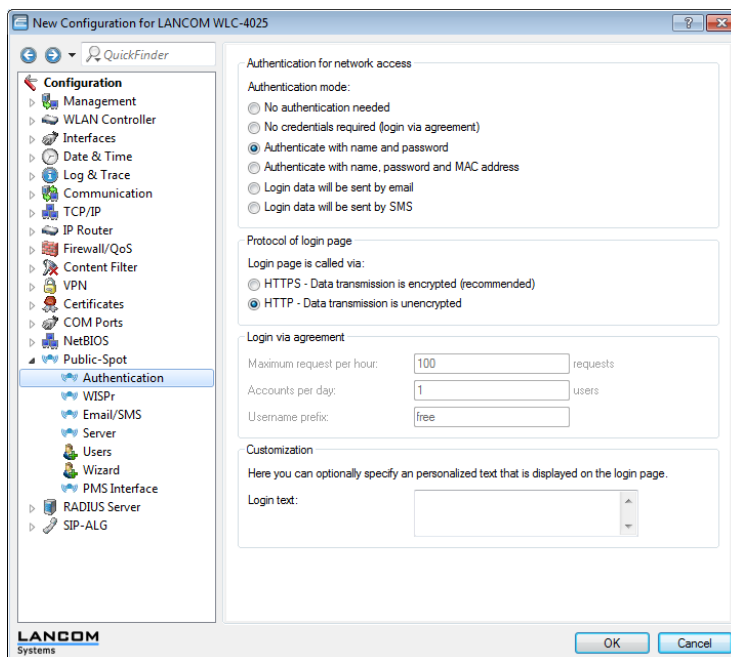 New Configuration for LANCOM WLC-4025
QuickFinder
Configuration
Management
WLAN Controller
Interfaces
Date & Time
Log & Trace
Communication
TCP/IP
IP Router
Firewall/QoS
Content Filter
VPN
Certificates
COM Ports
NetBIOS
Public-Spot
Authentication
WISPr
Email/SMS
Server
Users
Wizard
PMS Interface
RADIUS Server
SIP-ALG
Authentication for network access
Authentication mode:
No authentication needed
No credentials required (login via agreement)
Authenticate with name and password
Authenticate with name, password and MAC address
Login data will be sent by email
Login data will be sent by SMS
Protocol of login page
Login page is called via:
HTTPS - Data transmission is encrypted (recommended)
HTTP - Data transmission is unencrypted
Login via agreement
Maximum request per hour: 100 requests
Accounts per day: 1 users
Username prefix: free
Customization
Here you can optionally specify an personalized text that is displayed on the login page.
Login text:
LANCOM
Systems
OK Cancel